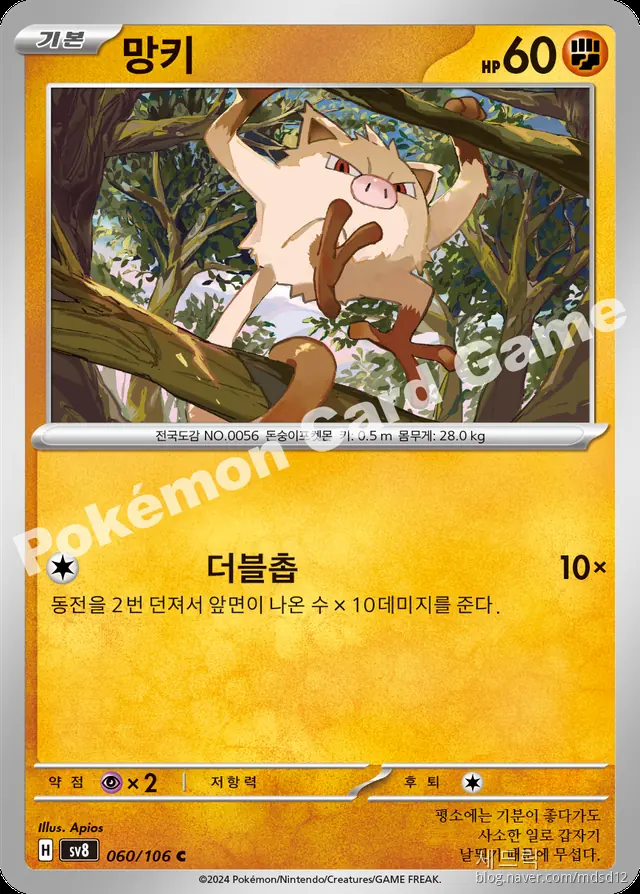 기본
망키
HP60
전국도감 NO.0056 돈숭이포켓몬 키: 0.5 m 몸무게: 28.0 kg
Pokémon Card Game
더블촙 10×
동전을 2번 던져서 앞면이 나온 수 × 10데미지를 준다.
약점 ×2 저항력 후퇴
Illus. Apios
평소에는 기분이 좋다가도
사소한 일로 갑자기
날뛰기 때문에 무섭다.
H sv8 060/106 C
세드릭
blog.naver.com/mdsd12
©2024 Pokémon/Nintendo/Creatures/GAME FREAK.